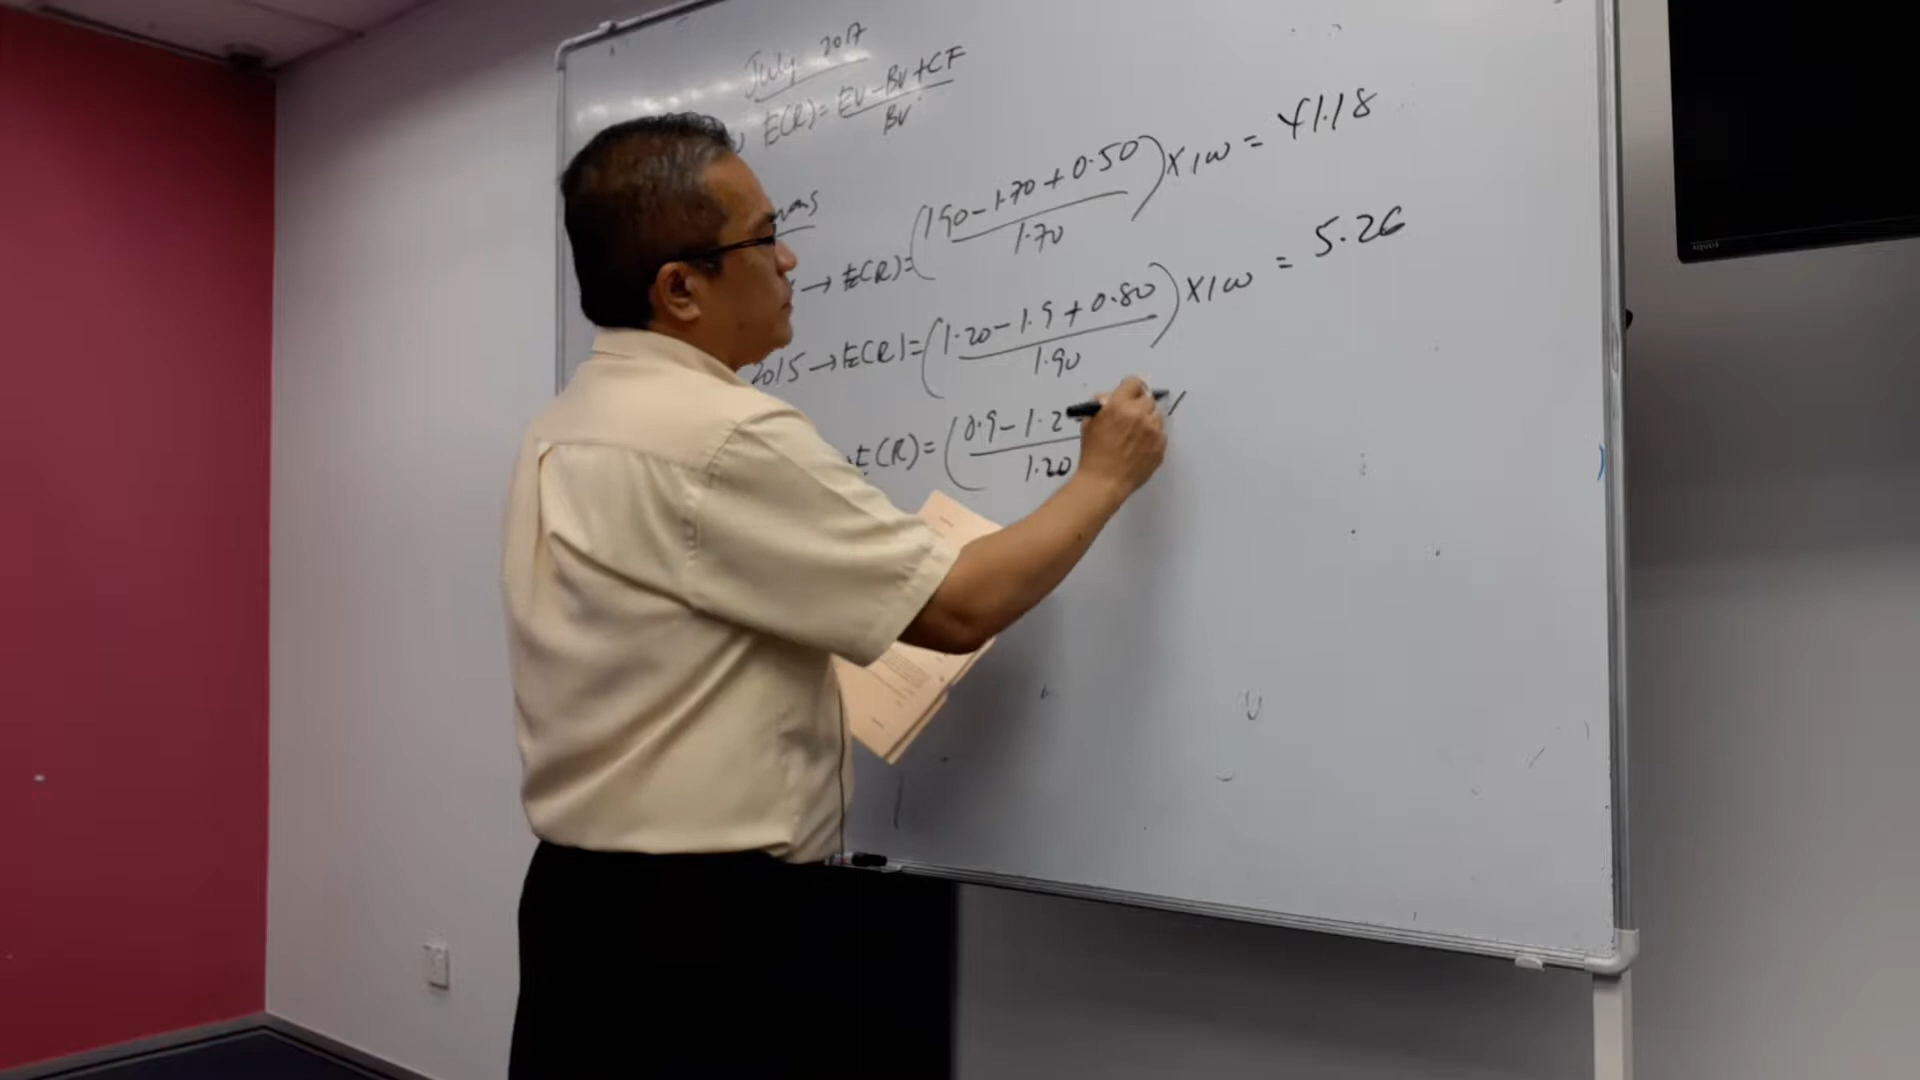 July 2017
E(R) = EV - BV + CF
BV
→ E(R) = (1.90 - 1.70 + 0.50) X 100 = 41.18
1.70
2015 → E(R) = (1.20 - 1.9 + 0.80) X 100 = 5.26
1.90
E(R) = (0.9 - 1.2
1.20